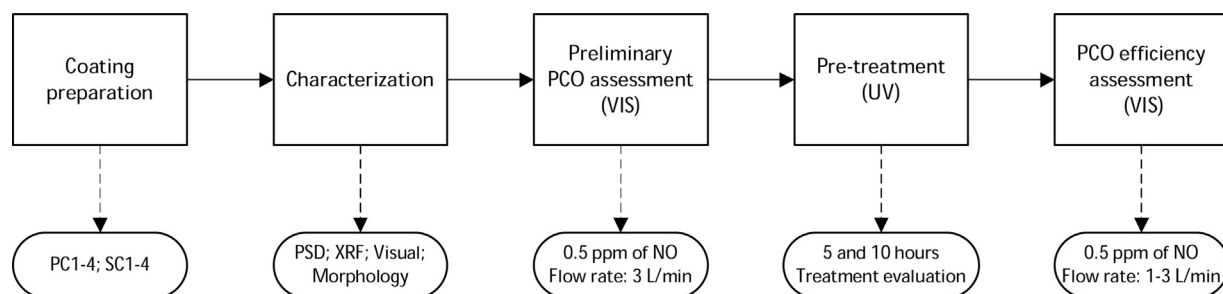 Coating
preparation
Characterization
Preliminary
PCO assessment
(VIS)
Pre-treatment
(UV)
PCO efficiency
assessment
(VIS)
PC1-4; SC1-4
PSD; XRF; Visual;
Morphology
0.5 ppm of NO
Flow rate: 3 L/min
5 and 10 hours
Treatment evaluation
0.5 ppm of NO
Flow rate: 1-3 L/min